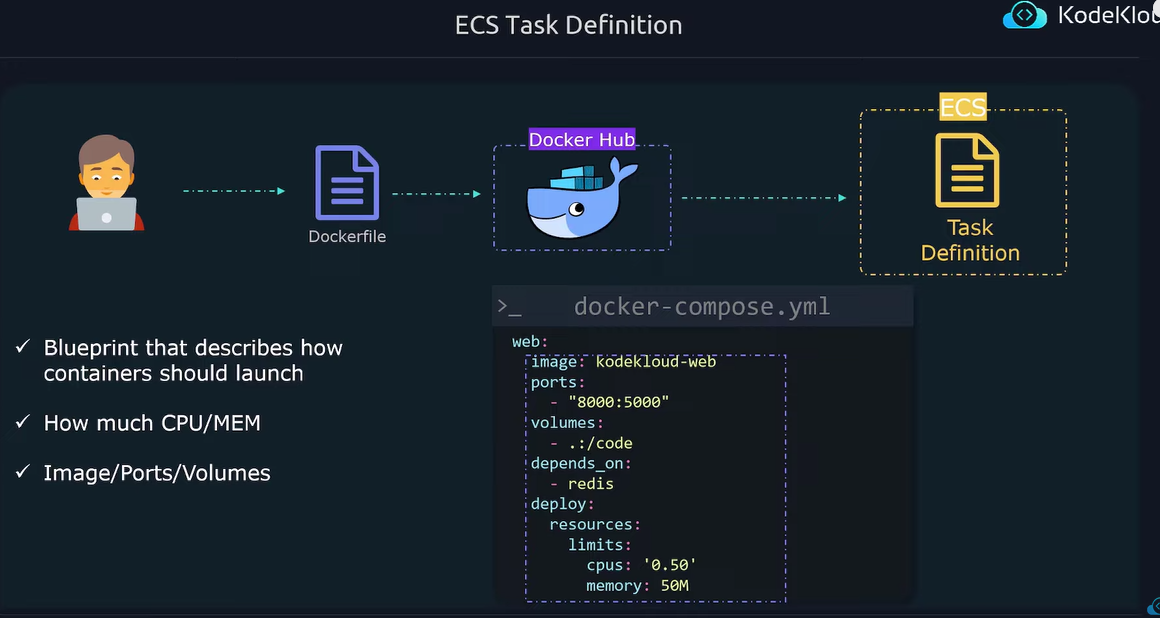 ECS Task Definition
KodeKlou
Docker Hub
ECS
Dockerfile
Task
Definition
✓ Blueprint that describes how
containers should launch
✓ How much CPU/MEM
✓ Image/Ports/Volumes
>_ docker-compose.yml
web:
image: kodekloud-web
ports:
- "8000:5000"
volumes:
- .:/code
depends_on:
- redis
deploy:
resources:
limits:
cpus: '0.50'
memory: 50M